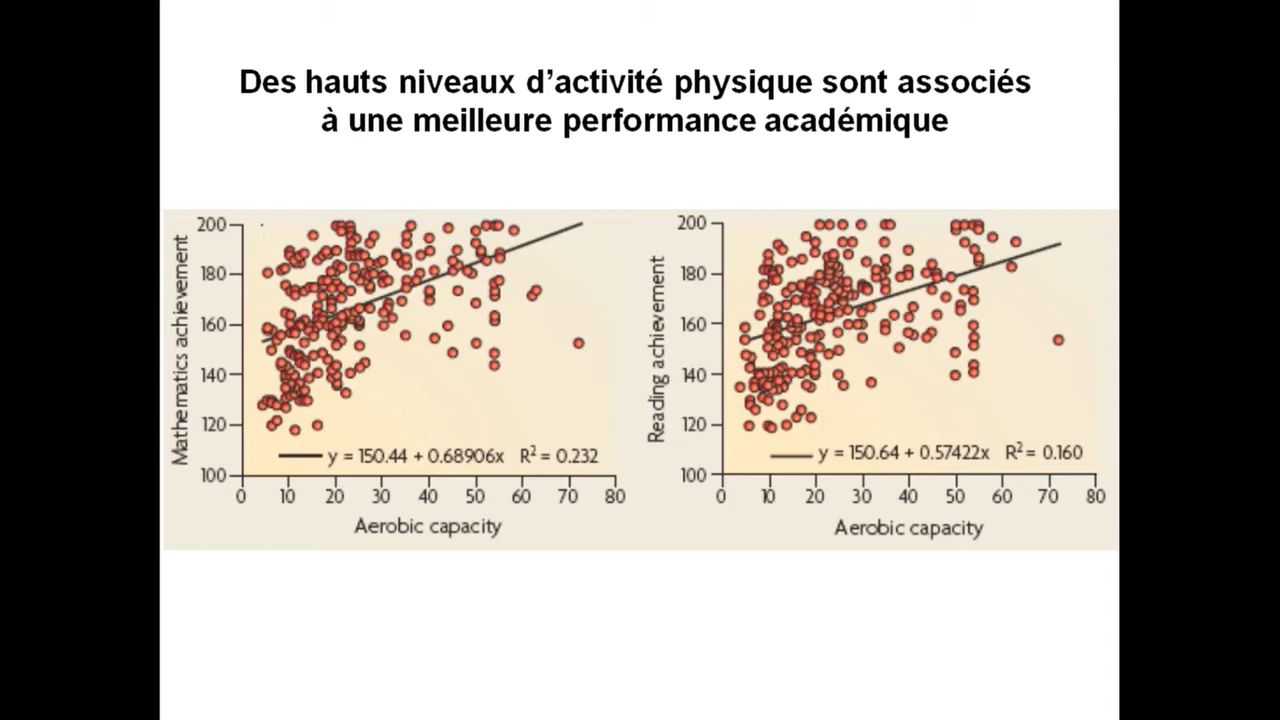 Des hauts niveaux d'activité physique sont associés
à une meilleure performance académique
Mathematics achievement
200
180
160
140
120
100
y = 150.44 + 0.68906x R² = 0.232
0 10 20 30 40 50 60 70 80
Aerobic capacity
Reading achievement
200
180
160
140
120
100
y = 150.64 + 0.57422x R² = 0.160
0 10 20 30 40 50 60 70 80
Aerobic capacity